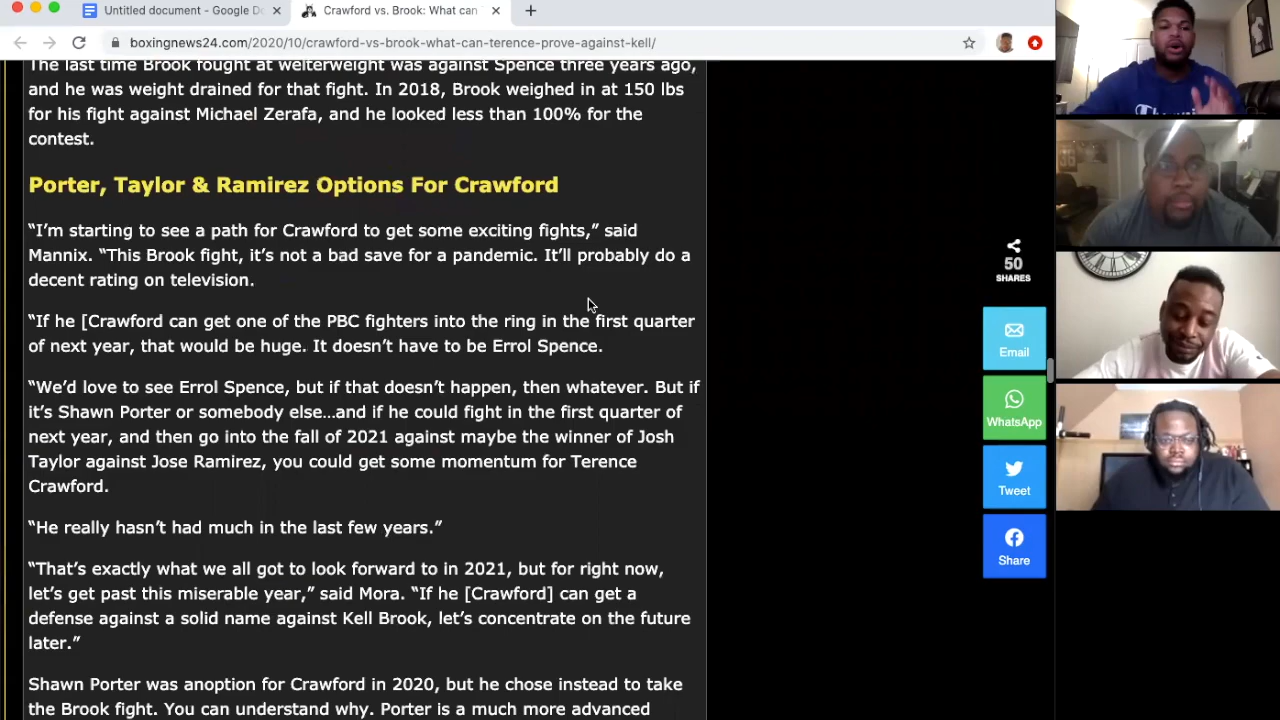 Untitled document - Google D
Crawford vs. Brook: What can
boxingnews24.com/2020/10/crawford-vs-brook-what-can-terence-prove-against-kell/
The last time Brook fought at welterweight was against Spence three years ago,
and he was weight drained for that fight. In 2018, Brook weighed in at 150 lbs
for his fight against Michael Zerafa, and he looked less than 100% for the
contest.
Porter, Taylor & Ramirez Options For Crawford
“I’m starting to see a path for Crawford to get some exciting fights,” said
Mannix. “This Brook fight, it’s not a bad save for a pandemic. It’ll probably do a
decent rating on television.
“If he [Crawford can get one of the PBC fighters into the ring in the first quarter
of next year, that would be huge. It doesn’t have to be Errol Spence.
“We’d love to see Errol Spence, but if that doesn’t happen, then whatever. But if
it’s Shawn Porter or somebody else…and if he could fight in the first quarter of
next year, and then go into the fall of 2021 against maybe the winner of Josh
Taylor against Jose Ramirez, you could get some momentum for Terence
Crawford.
“He really hasn’t had much in the last few years.”
“That’s exactly what we all got to look forward to in 2021, but for right now,
let’s get past this miserable year,” said Mora. “If he [Crawford] can get a
defense against a solid name against Kell Brook, let’s concentrate on the future
later.”
Shawn Porter was anoption for Crawford in 2020, but he chose instead to take
the Brook fight. You can understand why. Porter is a much more advanced
50
SHARES
Email
WhatsApp
Tweet
Share